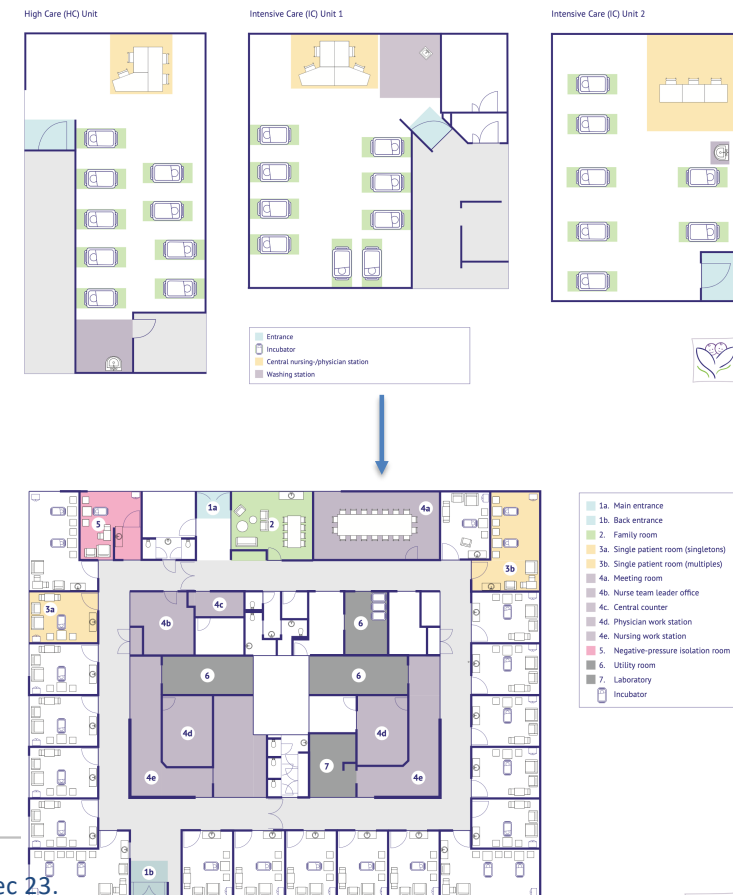 High Care (HC) Unit
Intensive Care (IC) Unit 1
Intensive Care (IC) Unit 2
Entrance
Incubator
Central nursing-/physician station
Washing station
1a
2
4a
5
3b
3a
4b
4c
6
6
6
4d
4d
4e
7
4e
1b
1a. Main entrance
1b. Back entrance
2. Family room
3a. Single patient room (singletons)
3b. Single patient room (multiples)
4a. Meeting room
4b. Nurse team leader office
4c. Central counter
4d. Physician work station
4e. Nursing work station
5. Negative-pressure isolation room
6. Utility room
7. Laboratory
Incubator
ec 23.